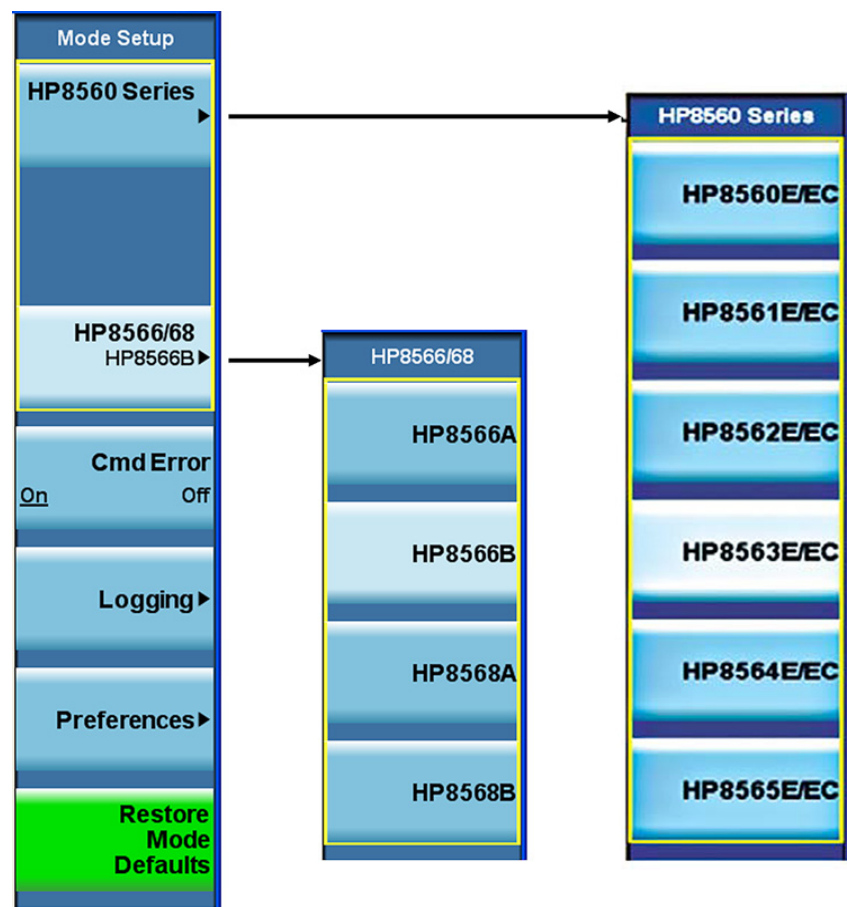 Mode Setup
HP8560 Series
HP8566/68
HP8566B
Cmd Error
On Off
Logging
Preferences
Restore
Mode
Defaults
HP8566/68
HP8566A
HP8566B
HP8568A
HP8568B
HP8560 Series
HP8560E/EC
HP8561E/EC
HP8562E/EC
HP8563E/EC
HP8564E/EC
HP8565E/EC